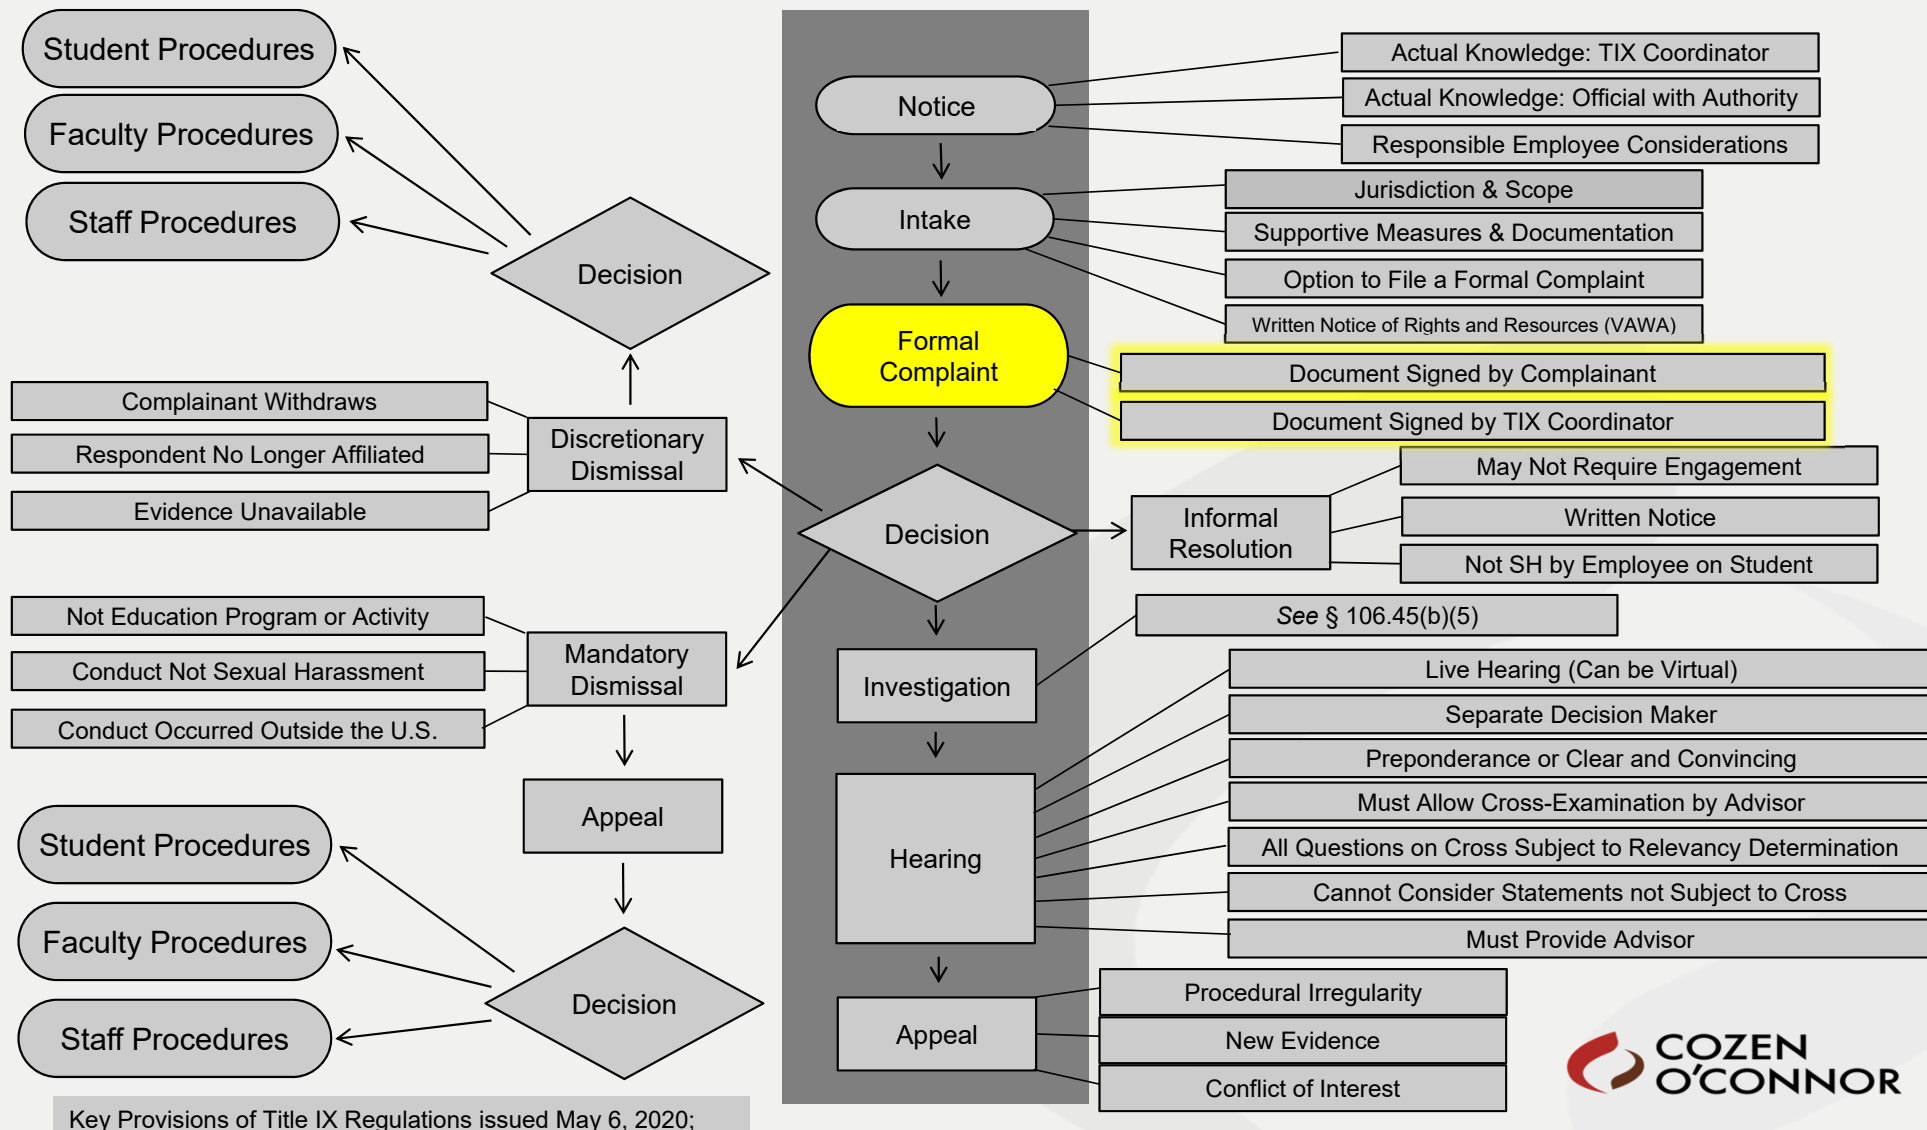 Student Procedures
Faculty Procedures
Staff Procedures
Decision
Complainant Withdraws
Respondent No Longer Affiliated
Evidence Unavailable
Discretionary
Dismissal
Not Education Program or Activity
Conduct Not Sexual Harassment
Conduct Occurred Outside the U.S.
Mandatory
Dismissal
Appeal
Student Procedures
Faculty Procedures
Staff Procedures
Decision
Key Provisions of Title IX Regulations issued May 6, 2020;
Notice
Actual Knowledge: TIX Coordinator
Actual Knowledge: Official with Authority
Responsible Employee Considerations
Intake
Jurisdiction & Scope
Supportive Measures & Documentation
Option to File a Formal Complaint
Written Notice of Rights and Resources (VAWA)
Formal
Complaint
Document Signed by Complainant
Document Signed by TIX Coordinator
Decision
Informal
Resolution
May Not Require Engagement
Written Notice
Not SH by Employee on Student
Investigation
See § 106.45(b)(5)
Hearing
Live Hearing (Can be Virtual)
Separate Decision Maker
Preponderance or Clear and Convincing
Must Allow Cross-Examination by Advisor
All Questions on Cross Subject to Relevancy Determination
Cannot Consider Statements not Subject to Cross
Must Provide Advisor
Appeal
Procedural Irregularity
New Evidence
Conflict of Interest
COZEN
O'CONNOR